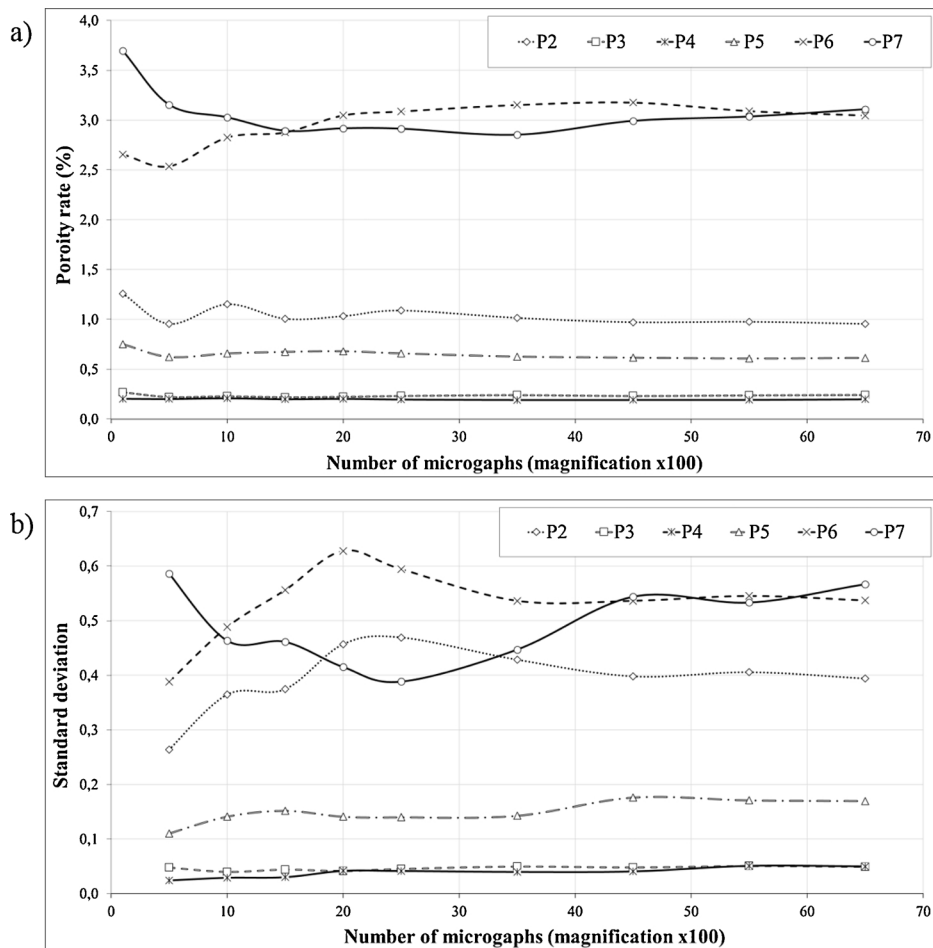 a)
4,0
P2 P3 P4 P5 P6 P7
3,5
3,0
2,5
2,0
1,5
1,0
0,5
0,0
Poroity rate (%)
0 10 20 30 40 50 60 70
Number of microgaphs (magnification x100)
b)
0,7
P2 P3 P4 P5 P6 P7
0,6
0,5
0,4
0,3
0,2
0,1
0,0
Standard deviation
0 10 20 30 40 50 60 70
Number of microgaphs (magnification x100)